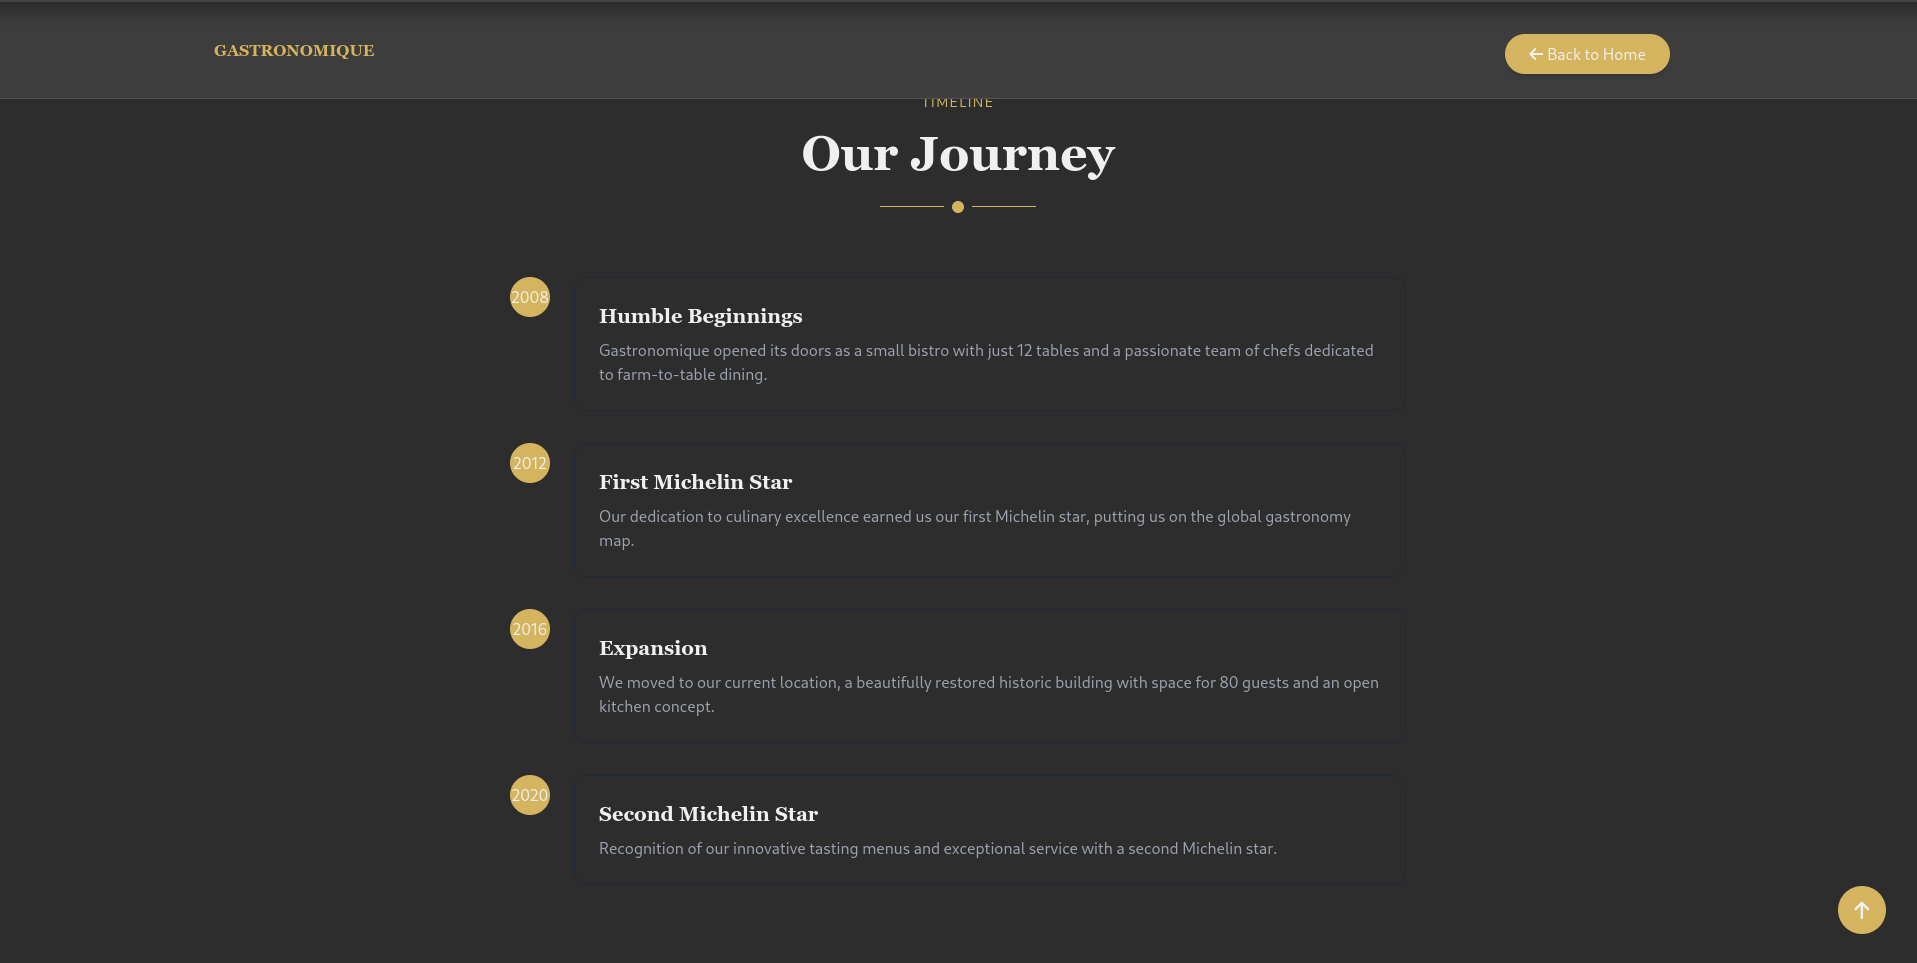 GASTRONOMIQUE
← Back to Home
TIMELINE
Our Journey
2008
Humble Beginnings
Gastronomique opened its doors as a small bistro with just 12 tables and a passionate team of chefs dedicated
to farm-to-table dining.
2012
First Michelin Star
Our dedication to culinary excellence earned us our first Michelin star, putting us on the global gastronomy
map.
2016
Expansion
We moved to our current location, a beautifully restored historic building with space for 80 guests and an open
kitchen concept.
2020
Second Michelin Star
Recognition of our innovative tasting menus and exceptional service with a second Michelin star.